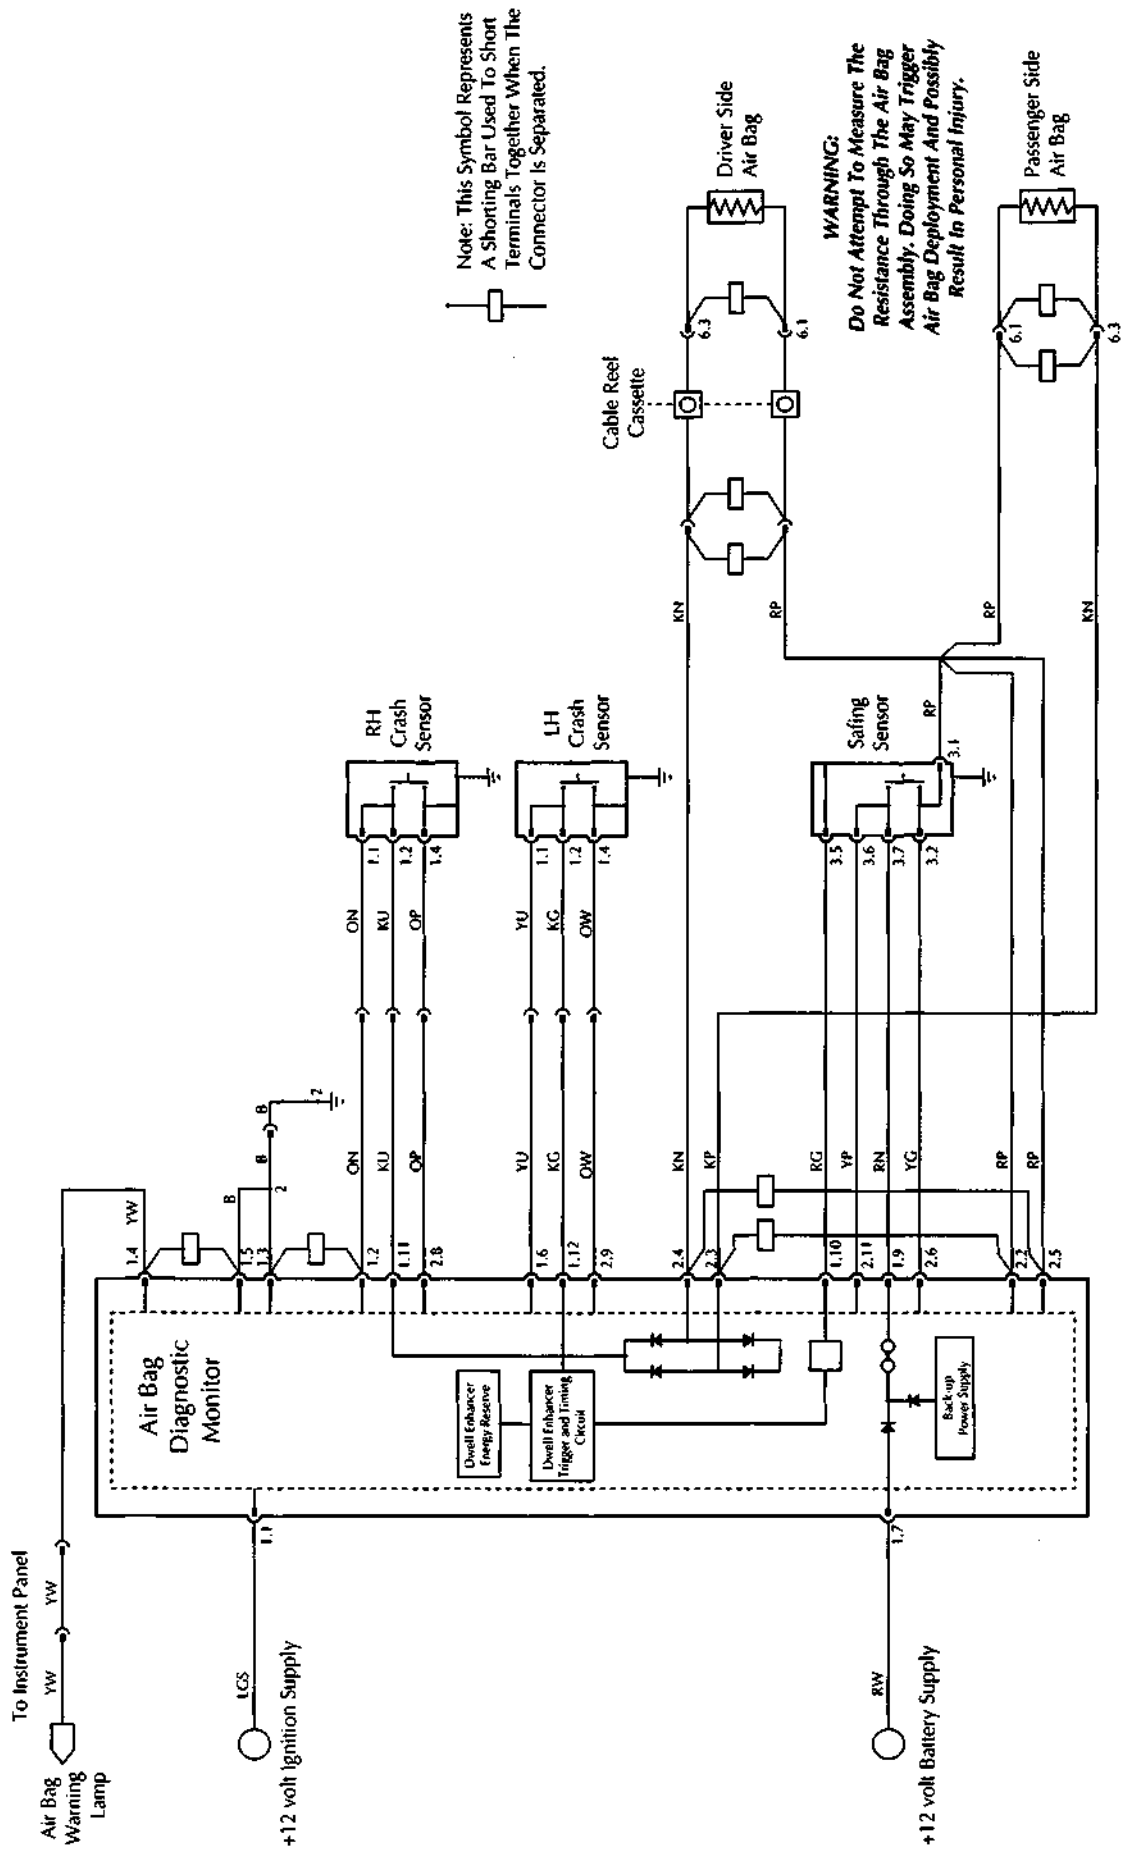 Note: This Symbol Represents
A Shorting Bar Used To Short
Terminals Together When The
Connector Is Separated.
To Instrument Panel
Air Bag
Warning
Lamp
YW
YW
YW
+12 volt Ignition Supply
LGS
1.1
+12 volt Battery Supply
RW
1.7
Air Bag
Diagnostic
Monitor
Dwell Enhancer
Energy Reserve
Dwell Enhancer
Trigger and Timing
Circuit
Back-up
Power Supply
1.4
1.5
1.3
1.2
1.11
2.8
1.6
1.12
2.9
2.4
2.3
1.10
2.11
1.9
2.6
2.2
2.5
B
2
B
B
2
ON
KU
OP
YU
KG
OW
KN
KP
RG
YP
RN
YG
RP
RP
ON
KU
OP
1.1
1.2
1.4
RH
Crash
Sensor
YU
KG
OW
1.1
1.2
1.4
LH
Crash
Sensor
3.5
3.6
3.7
3.2
3.1
Safing
Sensor
RP
KN
RP
RP
KN
Cable Reel
Cassette
6.3
6.1
Driver Side
Air Bag
6.1
6.3
Passenger Side
Air Bag
WARNING:
Do Not Attempt To Measure The
Resistance Through The Air Bag
Assembly. Doing So May Trigger
Air Bag Deployment And Possibly
Result In Personal Injury.